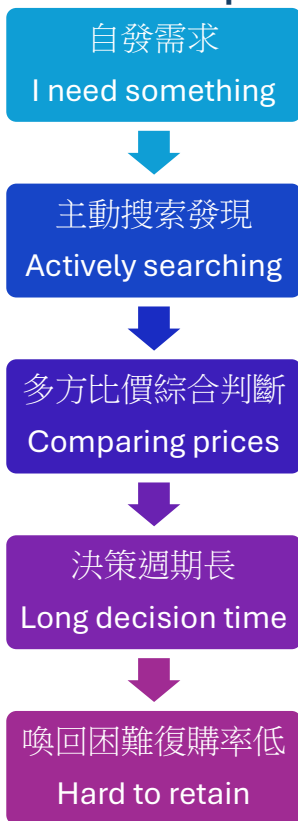 自發需求
I need something
主動搜索發現
Actively searching
多方比價綜合判斷
Comparing prices
決策週期長
Long decision time
喚回困難復購率低
Hard to retain